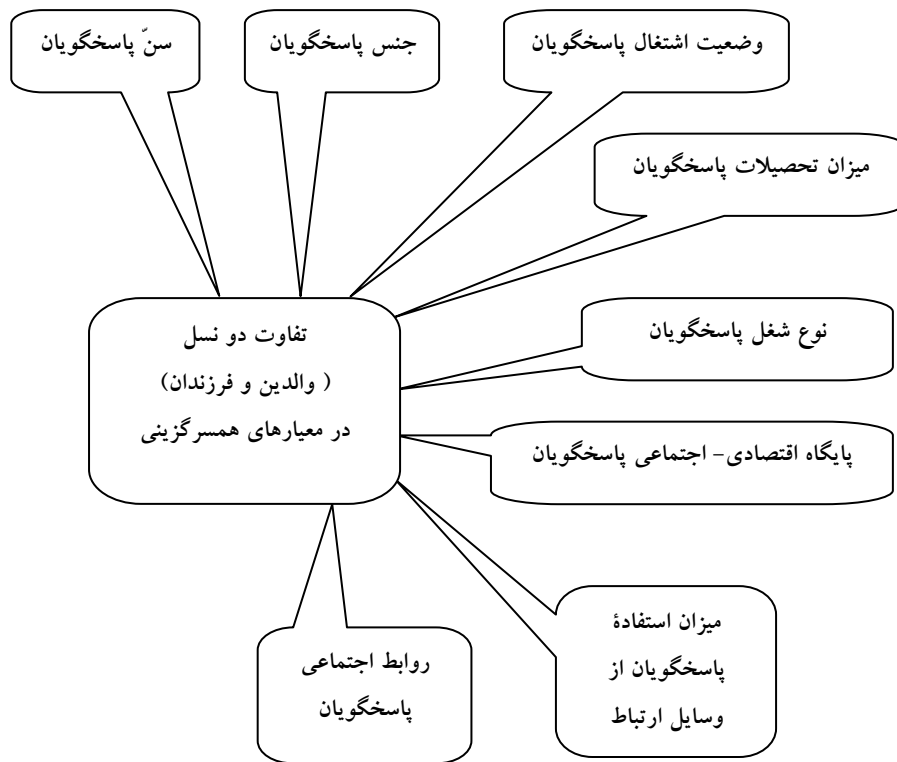 سنّ پاسخگویان
جنس پاسخگویان
وضعیت اشتغال پاسخگویان
میزان تحصیلات پاسخگویان
تفاوت دو نسل
( والدین و فرزندان)
در معیارهای همسرگزینی
نوع شغل پاسخگویان
پایگاه اقتصادی- اجتماعی پاسخگویان
میزان استفادۀ
پاسخگویان از
وسایل ارتباط
روابط اجتماعی
پاسخگویان